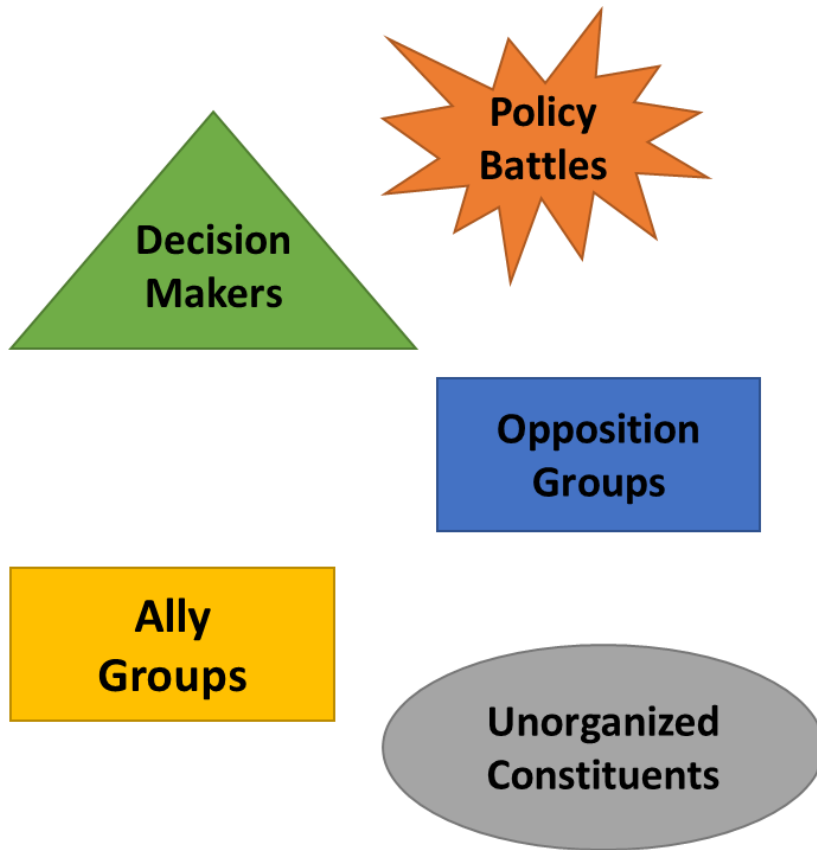 Policy
Battles
Decision
Makers
Opposition
Groups
Ally
Groups
Unorganized
Constituents